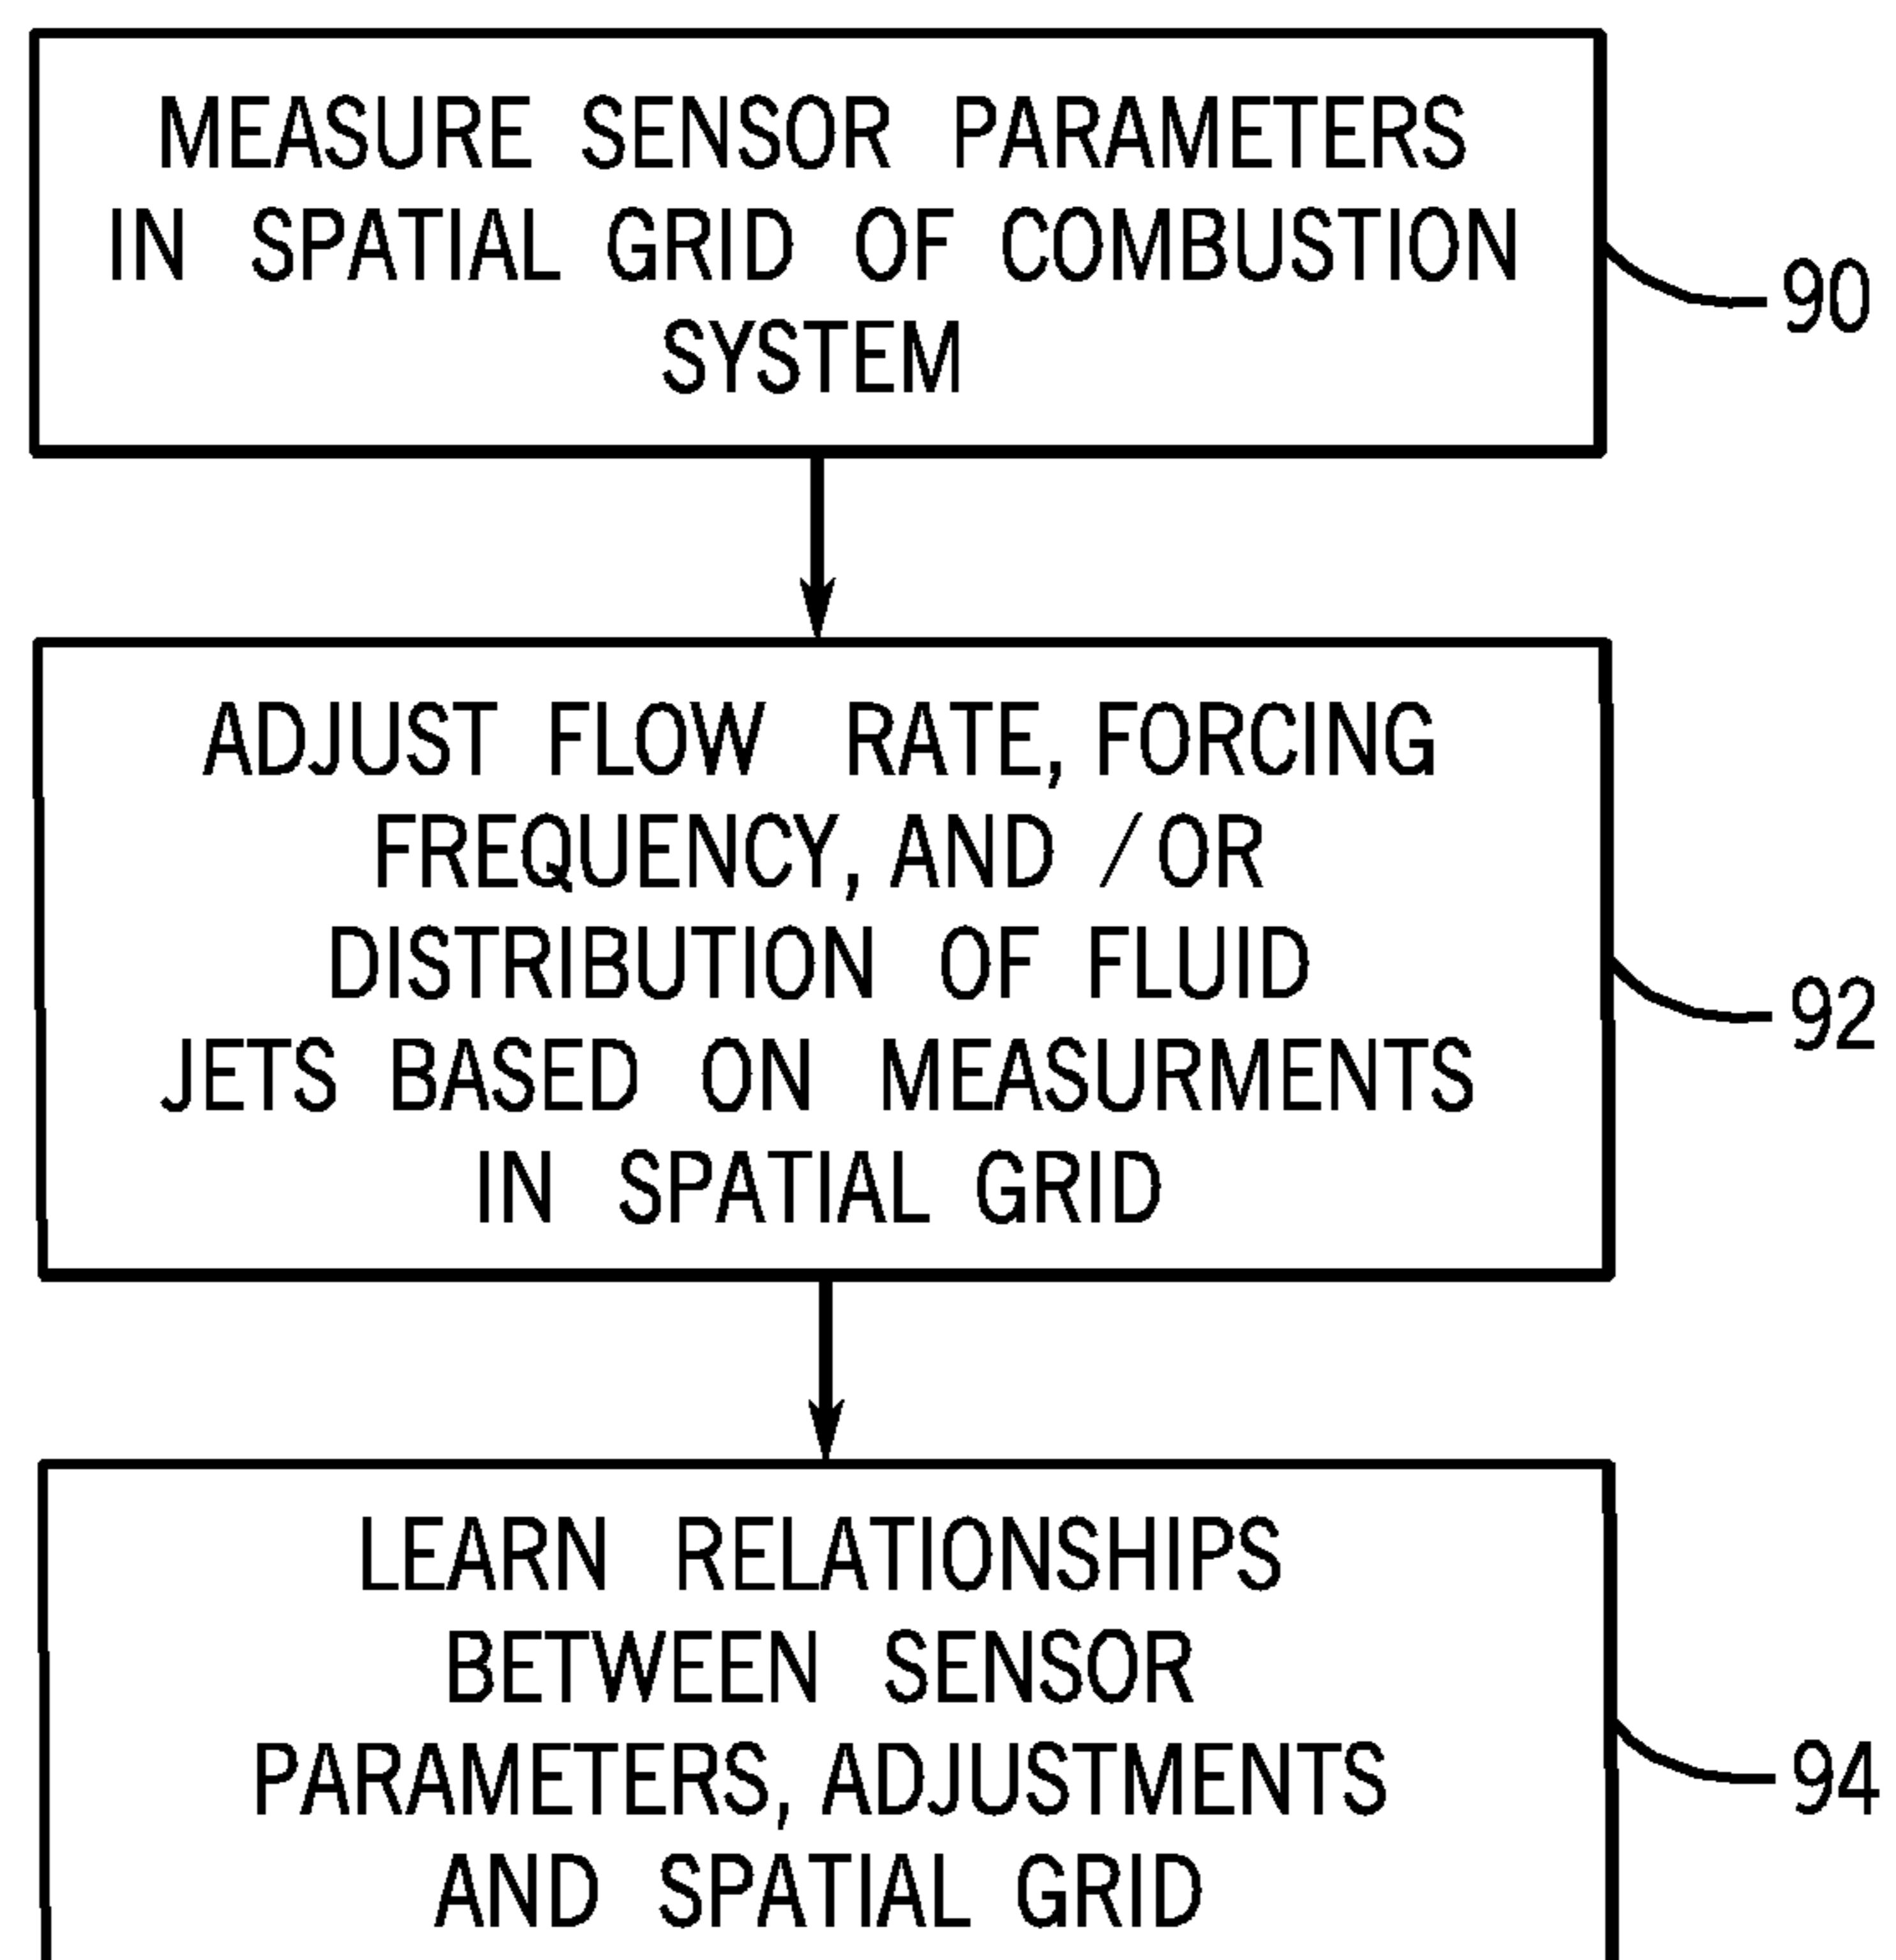 MEASURE SENSOR PARAMETERS
IN SPATIAL GRID OF COMBUSTION
SYSTEM
90
ADJUST FLOW RATE, FORCING
FREQUENCY, AND /OR
DISTRIBUTION OF FLUID
JETS BASED ON MEASURMENTS
IN SPATIAL GRID
92
LEARN RELATIONSHIPS
BETWEEN SENSOR
PARAMETERS, ADJUSTMENTS
AND SPATIAL GRID
94